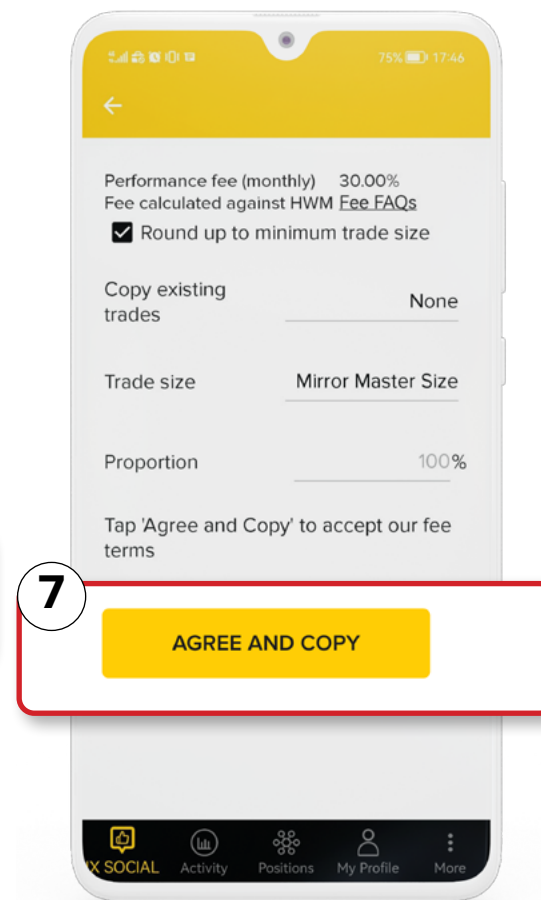 75% 17:46
Performance fee (monthly) 30.00%
Fee calculated against HWM Fee FAQs
Round up to minimum trade size
Copy existing None
trades
Trade size Mirror Master Size
Proportion 100%
Tap 'Agree and Copy' to accept our fee
terms
7
AGREE AND COPY
X SOCIAL Activity Positions My Profile More